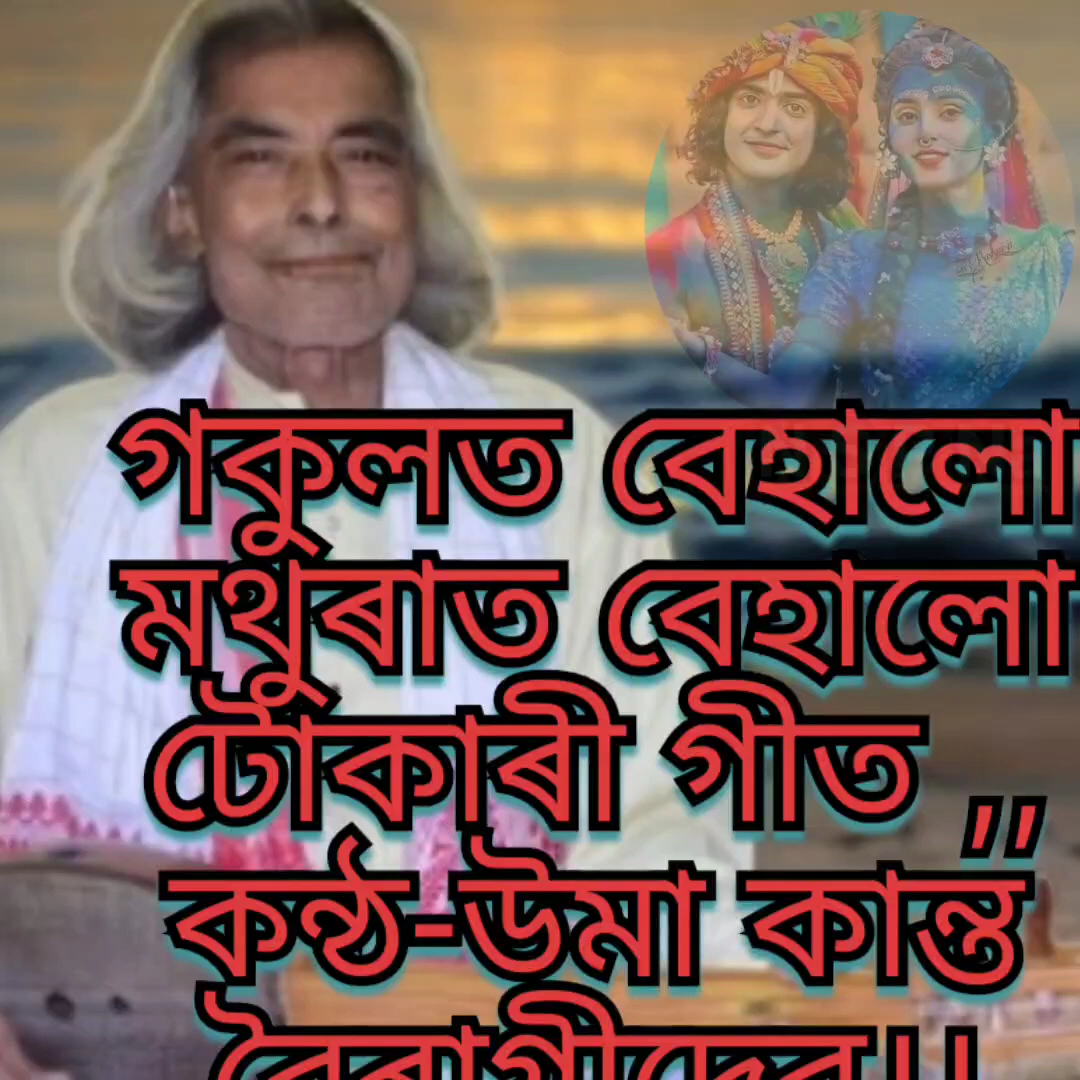 গকুলত বেহালো
মথুৰাত বেহালো
টোকাৰী গীত ,,
কন্ঠ-উমা কান্ত
বৈৰাগীদেৱ।।